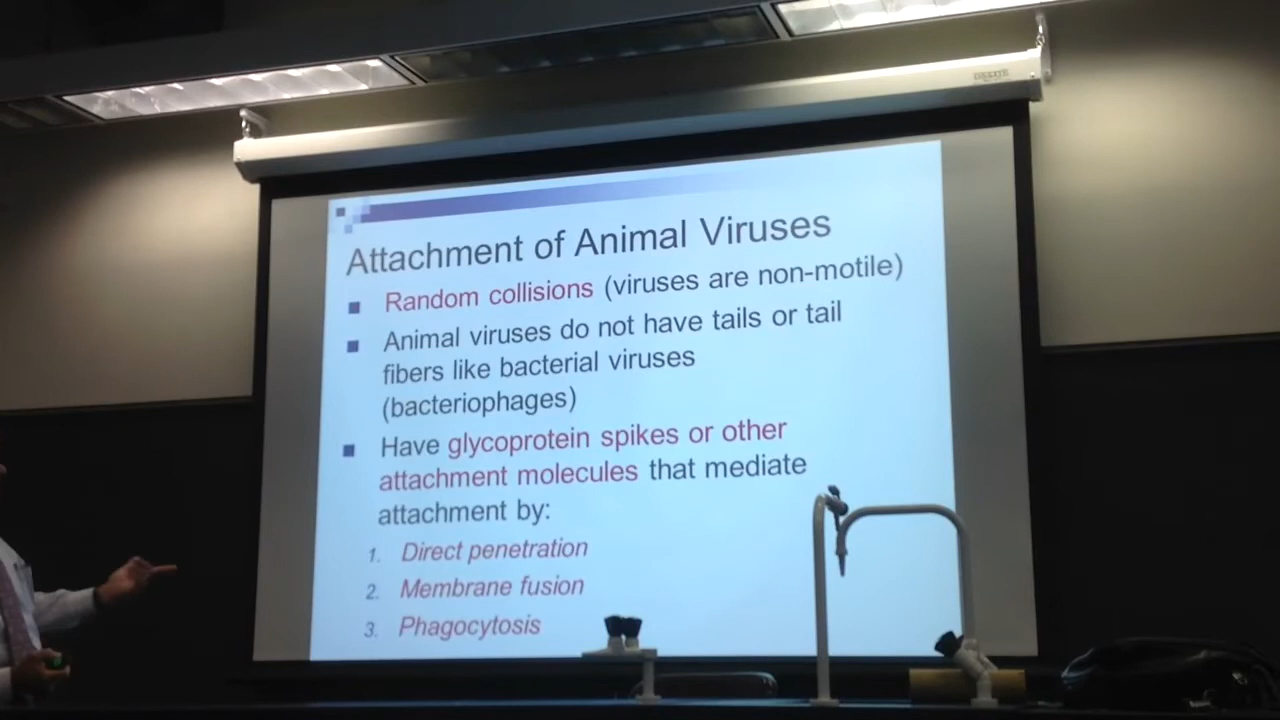 Attachment of Animal Viruses
Random collisions (viruses are non-motile)
Animal viruses do not have tails or tail
fibers like bacterial viruses
(bacteriophages)
Have glycoprotein spikes or other
attachment molecules that mediate
attachment by:
1. Direct penetration
2. Membrane fusion
3. Phagocytosis